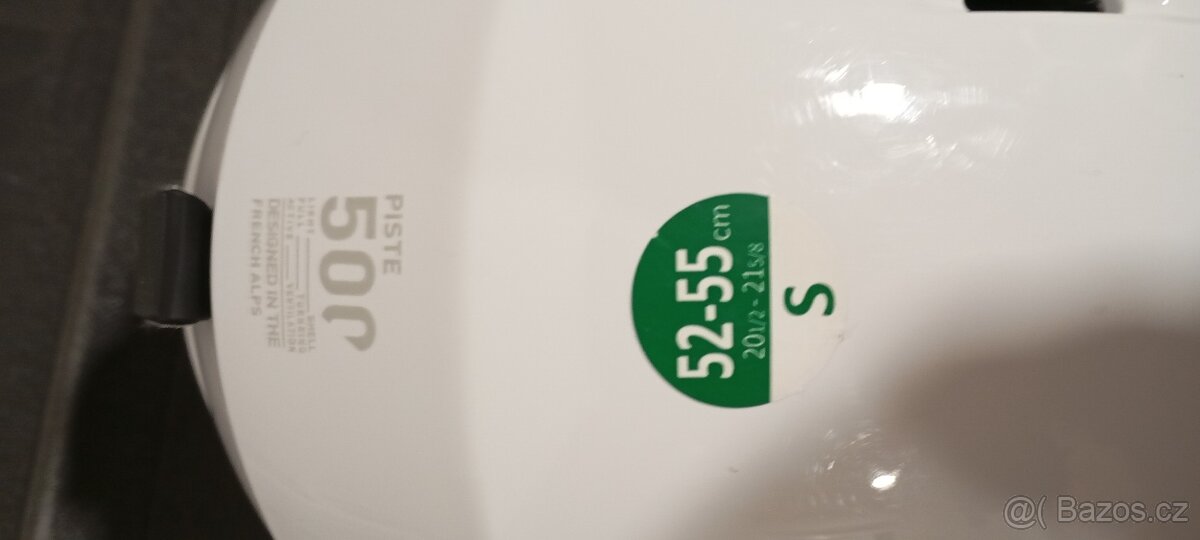 PISTE
500
LIGHT SHELL
FULL TURNRING
ACTIVE VENTILATION
DESIGNED IN THE
FRENCH ALPS
52-55 cm
20 1/2 - 21 5/8
S
@( Bazos.cz